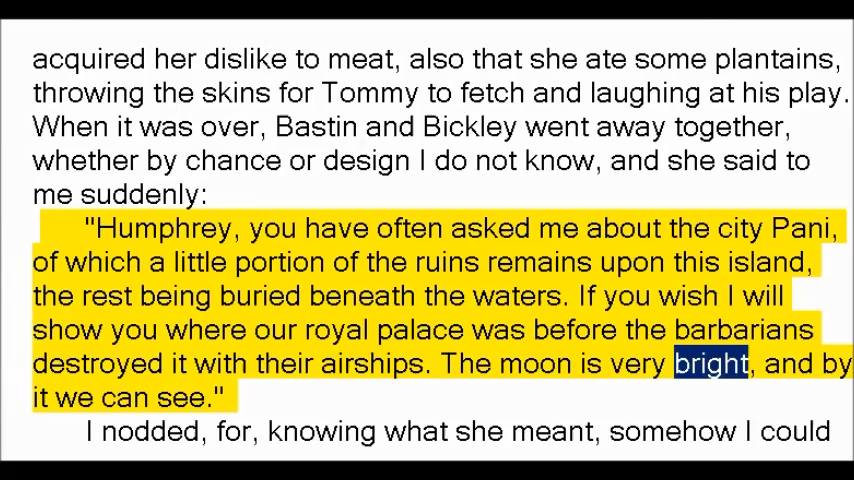 acquired her dislike to meat, also that she ate some plantains,
throwing the skins for Tommy to fetch and laughing at his play.
When it was over, Bastin and Bickley went away together,
whether by chance or design I do not know, and she said to
me suddenly:
"Humphrey, you have often asked me about the city Pani,
of which a little portion of the ruins remains upon this island,
the rest being buried beneath the waters. If you wish I will
show you where our royal palace was before the barbarians
destroyed it with their airships. The moon is very bright, and by
it we can see."
I nodded, for, knowing what she meant, somehow I could